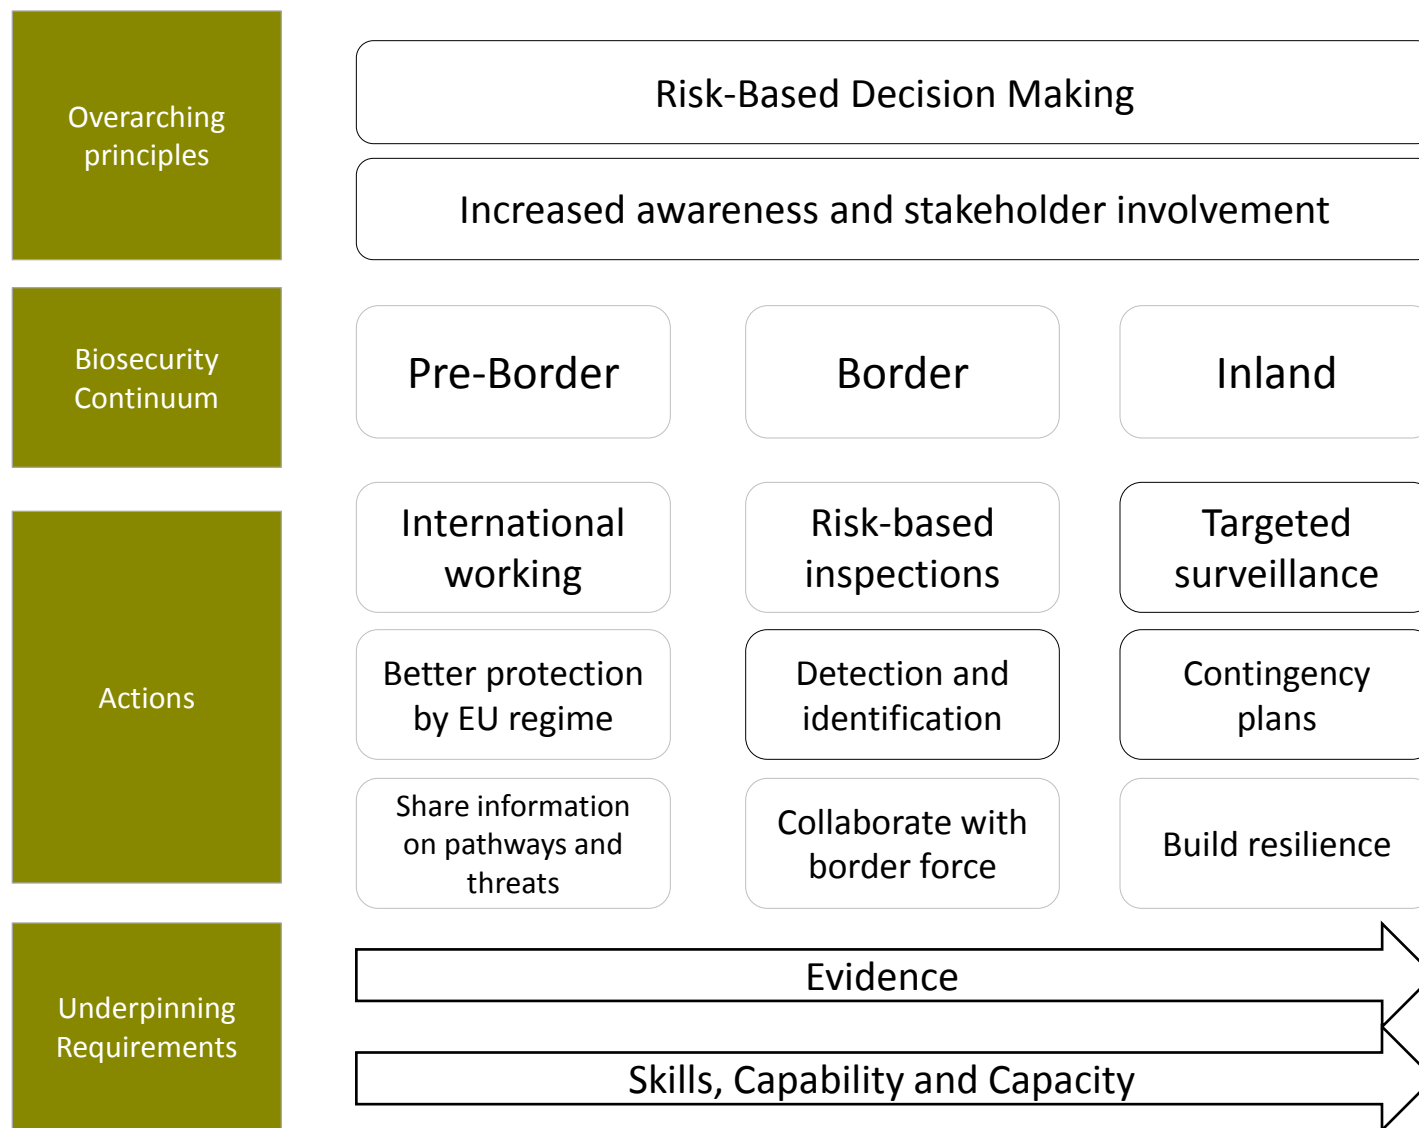 Overarching
principles
Risk-Based Decision Making
Increased awareness and stakeholder involvement
Biosecurity
Continuum
Pre-Border
Border
Inland
Actions
International
working
Risk-based
inspections
Targeted
surveillance
Better protection
by EU regime
Detection and
identification
Contingency
plans
Share information
on pathways and
threats
Collaborate with
border force
Build resilience
Underpinning
Requirements
Evidence
Skills, Capability and Capacity